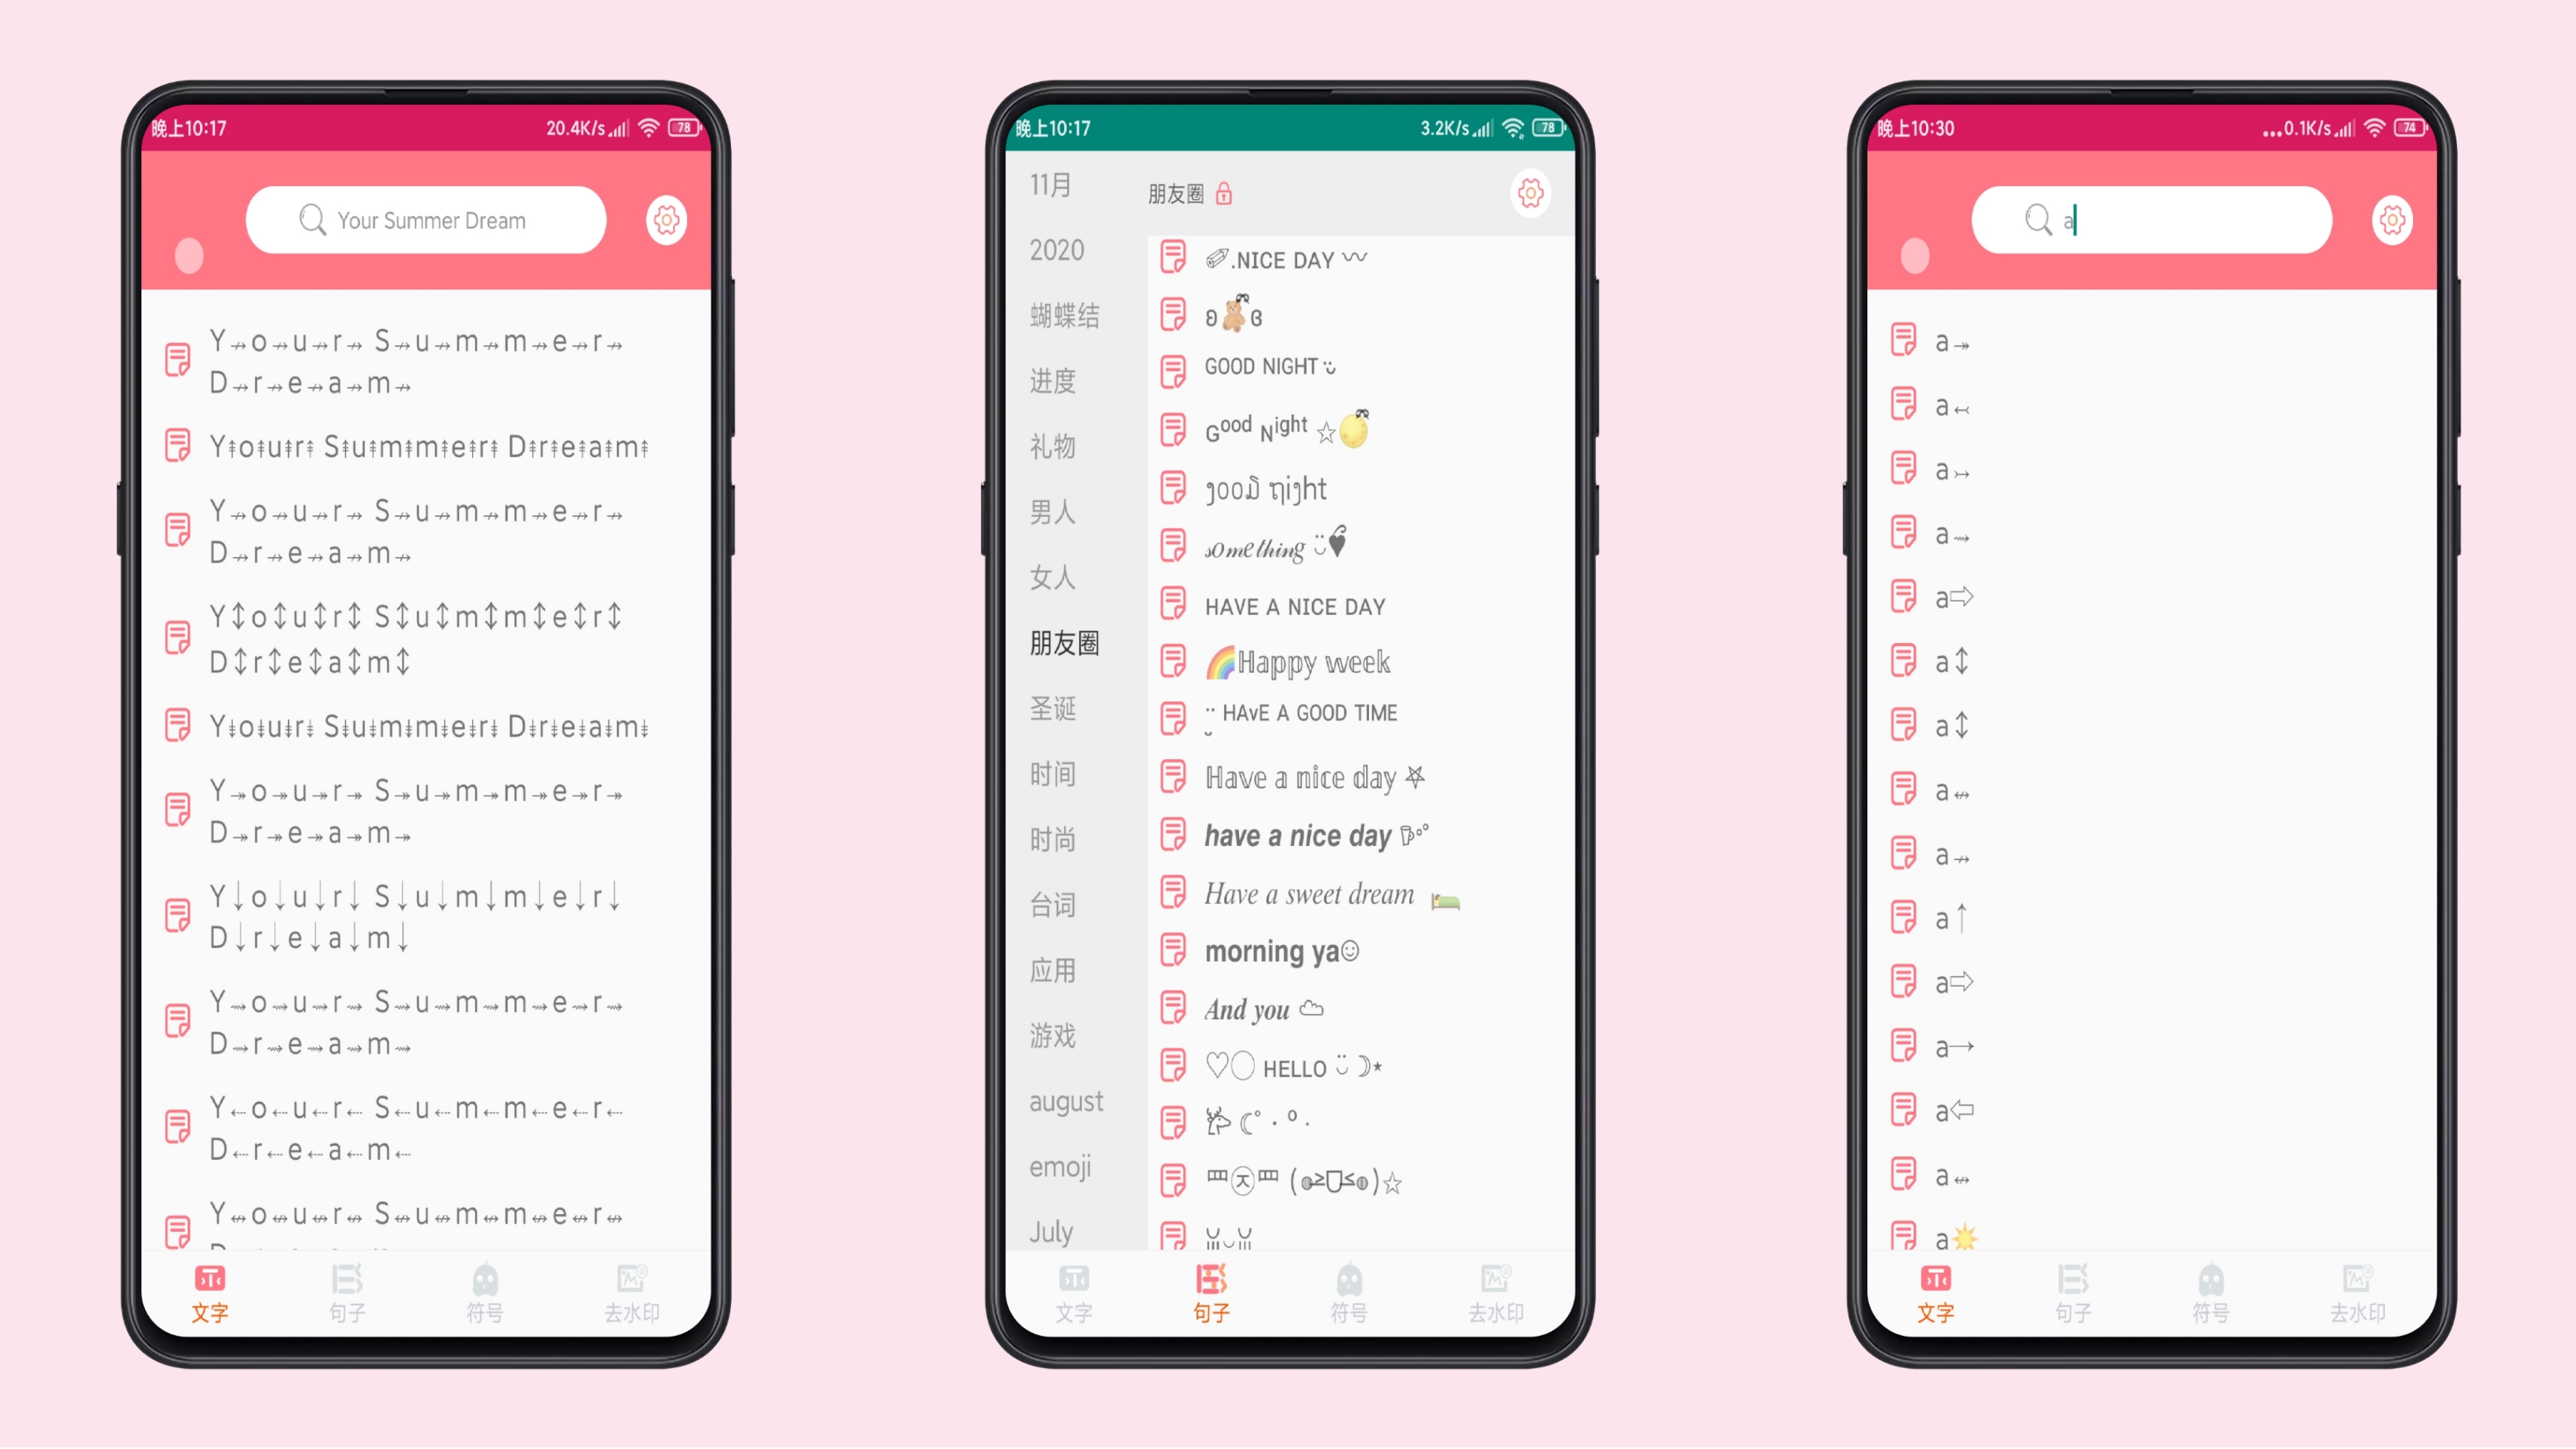 晚上10:17
20.4K/s
78
Your Summer Dream
Y⇸o⇸u⇸r⇸ S⇸u⇸m⇸m⇸e⇸r⇸
D⇸r⇸e⇸a⇸m⇸
Y⇞o⇞u⇞r⇞ S⇞u⇞m⇞m⇞e⇞r⇞ D⇞r⇞e⇞a⇞m⇞
Y⇸o⇸u⇸r⇸ S⇸u⇸m⇸m⇸e⇸r⇸
D⇸r⇸e⇸a⇸m⇸
Y↕o↕u↕r↕ S↕u↕m↕m↕e↕r↕
D↕r↕e↕a↕m↕
Y⇟o⇟u⇟r⇟ S⇟u⇟m⇟m⇟e⇟r⇟ D⇟r⇟e⇟a⇟m⇟
Y↠o↠u↠r↠ S↠u↠m↠m↠e↠r↠
D↠r↠e↠a↠m↠
Y↓o↓u↓r↓ S↓u↓m↓m↓e↓r↓
D↓r↓e↓a↓m↓
Y⇝o⇝u⇝r⇝ S⇝u⇝m⇝m⇝e⇝r⇝
D⇝r⇝e⇝a⇝m⇝
Y⇠o⇠u⇠r⇠ S⇠u⇠m⇠m⇠e⇠r⇠
D⇠r⇠e⇠a⇠m⇠
Y⇹o⇹u⇹r⇹ S⇹u⇹m⇹m⇹e⇹r⇹
文字
句子
符号
去水印
晚上10:17
3.2K/s
78
11月
2020
蝴蝶结
进度
礼物
男人
女人
朋友圈
圣诞
时间
时尚
台词
应用
游戏
august
emoji
July
朋友圈
✐.NICE DAY 〰
ʚ🧸ɞ
GOOD NIGHT ·͜·
Gᵒᵒᵈ Nⁱᵍʰᵗ ☆🌕
ɡood night
𝓈𝑜𝓂𝑒𝓉𝒽𝒾𝓃𝑔 ¨̮♥
HAVE A NICE DAY
🌈ℍ𝕒𝕡𝕡𝕪 𝕨𝕖𝕖𝕜
¨̮ HAvE A GOOD TIME
ℍ𝕒𝕧𝕖 𝕒 𝕟𝕚𝕔𝕖 𝕕𝕒𝕪 ⛧
𝙝𝙖𝙫𝙚 𝙖 𝙣𝙞𝙘𝙚 𝙙𝙖𝙮
𝐻𝑎𝑣𝑒 𝑎 𝑠𝑤𝑒𝑒𝑡 𝑑𝑟𝑒𝑎𝑚 🛌
𝗺𝗼𝗿𝗻𝗶𝗻𝗴 𝘆𝗮☺
𝑨𝒏𝒅 𝒚𝒐𝒖
♡◯ ʜᴇʟʟᴏ ¨̮ ☽⋆
文字
句子
符号
去水印
晚上10:30
...0.1K/s
74
a
a↠
a↢
a↣
a⇝
a⇨
a↕
a⇕
a⇹
a⇸
a↑
a⇨
a→
a⇦
a⇹
a☀
文字
句子
符号
去水印